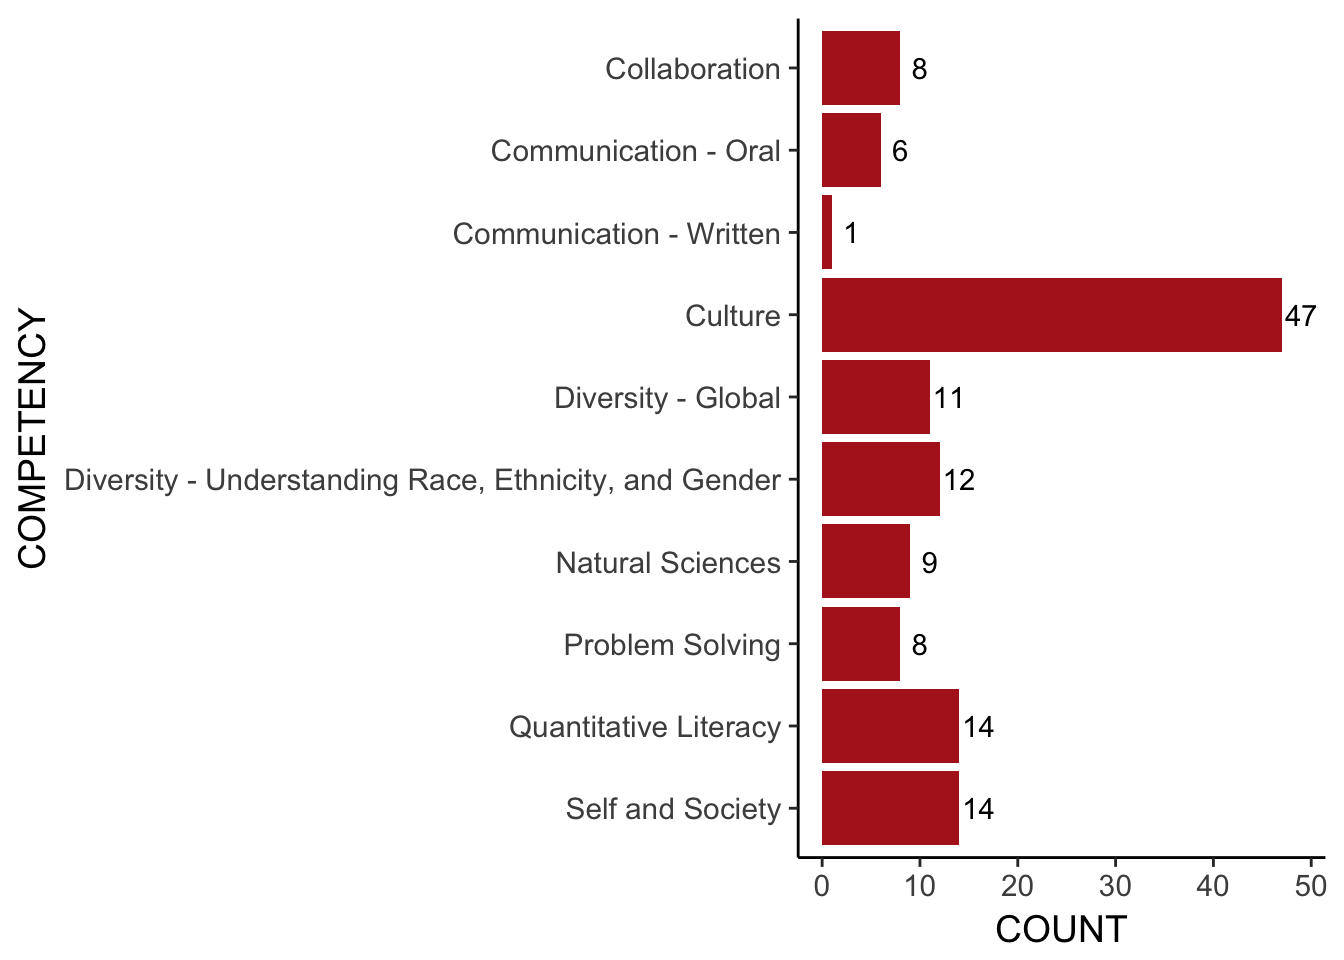 COMPETENCY
Collaboration 8
Communication - Oral 6
Communication - Written 1
Culture 47
Diversity - Global 11
Diversity - Understanding Race, Ethnicity, and Gender 12
Natural Sciences 9
Problem Solving 8
Quantitative Literacy 14
Self and Society 14
0 10 20 30 40 50
COUNT